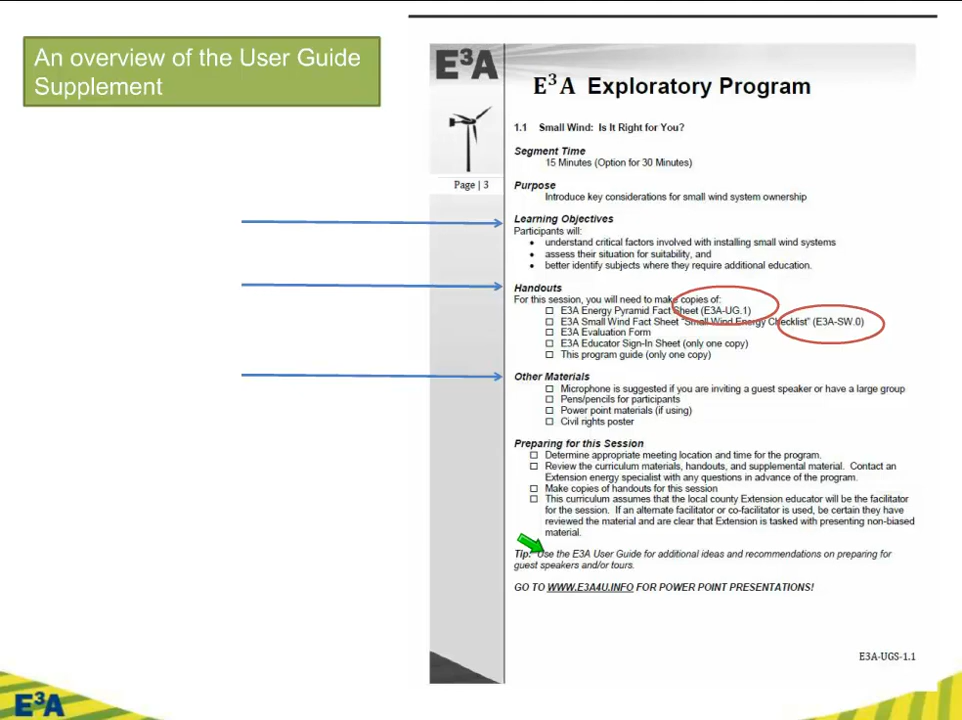 An overview of the User Guide
Supplement
E³A
E³A Exploratory Program
1.1 Small Wind: Is It Right for You?
Segment Time
15 Minutes (Option for 30 Minutes)
Page | 3
Purpose
Introduce key considerations for small wind system ownership
Learning Objectives
Participants will:
• understand critical factors involved with installing small wind systems
• assess their situation for suitability, and
• better identify subjects where they require additional education.
Handouts
For this session, you will need to make copies of:
☐ E3A Energy Pyramid Fact Sheet (E3A-UG.1)
☐ E3A Small Wind Fact Sheet “Small Wind Energy Checklist” (E3A-SW.0)
☐ E3A Evaluation Form
☐ E3A Educator Sign-In Sheet (only one copy)
☐ This program guide (only one copy)
Other Materials
☐ Microphone is suggested if you are inviting a guest speaker or have a large group
☐ Pens/pencils for participants
☐ Power point materials (if using)
☐ Civil rights poster
Preparing for this Session
☐ Determine appropriate meeting location and time for the program.
☐ Review the curriculum materials, handouts, and supplemental material. Contact an
Extension energy specialist with any questions in advance of the program.
☐ Make copies of handouts for this session
☐ This curriculum assumes that the local county Extension educator will be the facilitator
for the session. If an alternate facilitator or co-facilitator is used, be certain they have
reviewed the material and are clear that Extension is tasked with presenting non-biased
material.
Tip: Use the E3A User Guide for additional ideas and recommendations on preparing for
guest speakers and/or tours.
GO TO WWW.E3A4U.INFO FOR POWER POINT PRESENTATIONS!
E3A-UGS-1.1
E³A